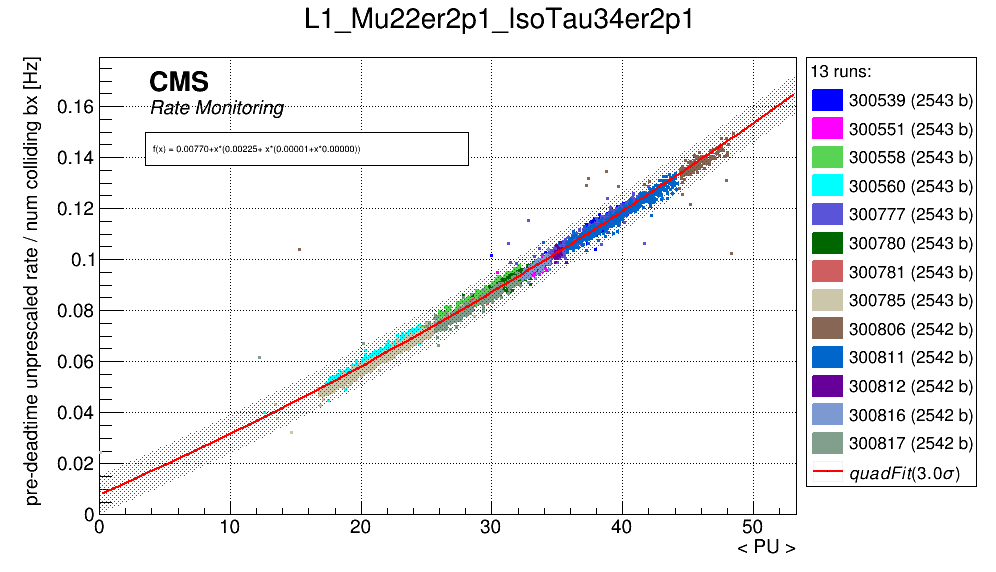 L1_Mu22er2p1_IsoTau34er2p1
pre-deadtime unprescaled rate / num colliding bx [Hz]
CMS
Rate Monitoring
f(x) = 0.00770+x*(0.00225+ x*(0.00001+x*0.00000))
0.16
0.14
0.12
0.1
0.08
0.06
0.04
0.02
0
0 10 20 30 40 50
< PU >
13 runs:
300539 (2543 b)
300551 (2543 b)
300558 (2543 b)
300560 (2543 b)
300777 (2543 b)
300780 (2543 b)
300781 (2543 b)
300785 (2543 b)
300806 (2542 b)
300811 (2542 b)
300812 (2542 b)
300816 (2542 b)
300817 (2542 b)
quadFit(3.0σ)